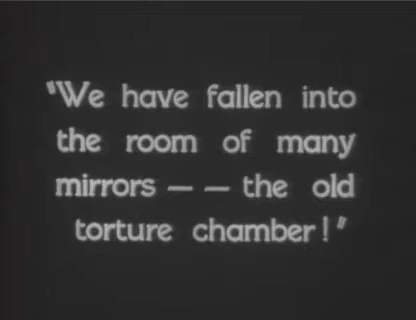 "We have fallen into
the room of many
mirrors — — the old
torture chamber!"